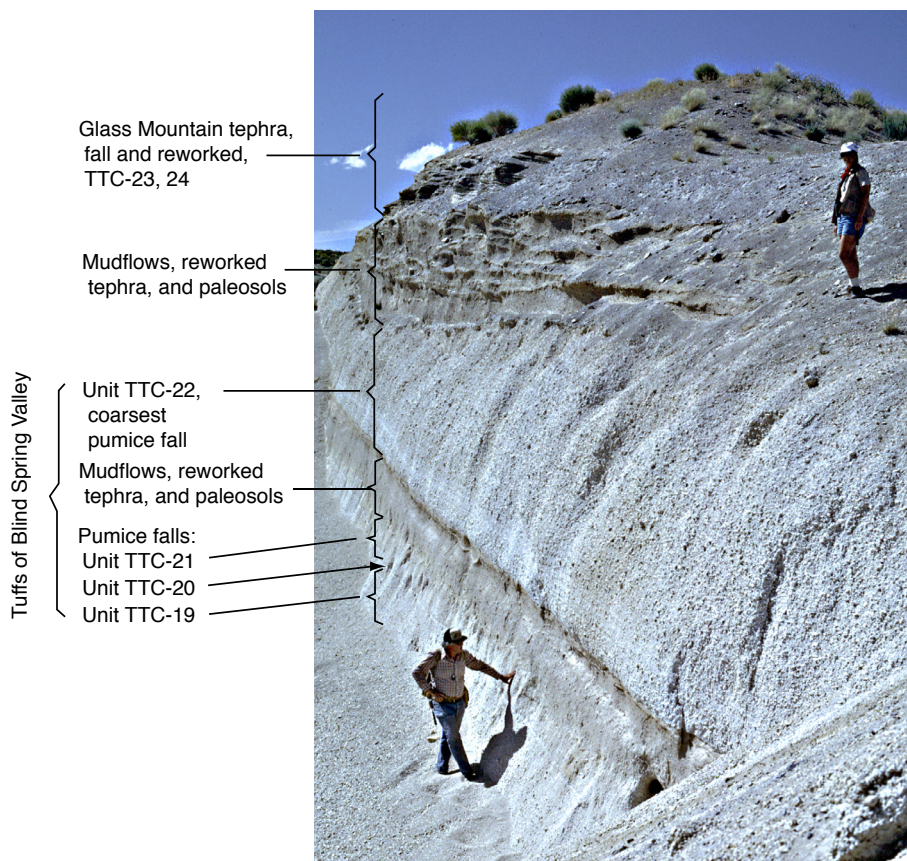 Glass Mountain tephra,
fall and reworked,
TTC-23, 24
Mudflows, reworked
tephra, and paleosols
Tuffs of Blind Spring Valley
Unit TTC-22,
coarsest
pumice fall
Mudflows, reworked
tephra, and paleosols
Pumice falls:
Unit TTC-21
Unit TTC-20
Unit TTC-19